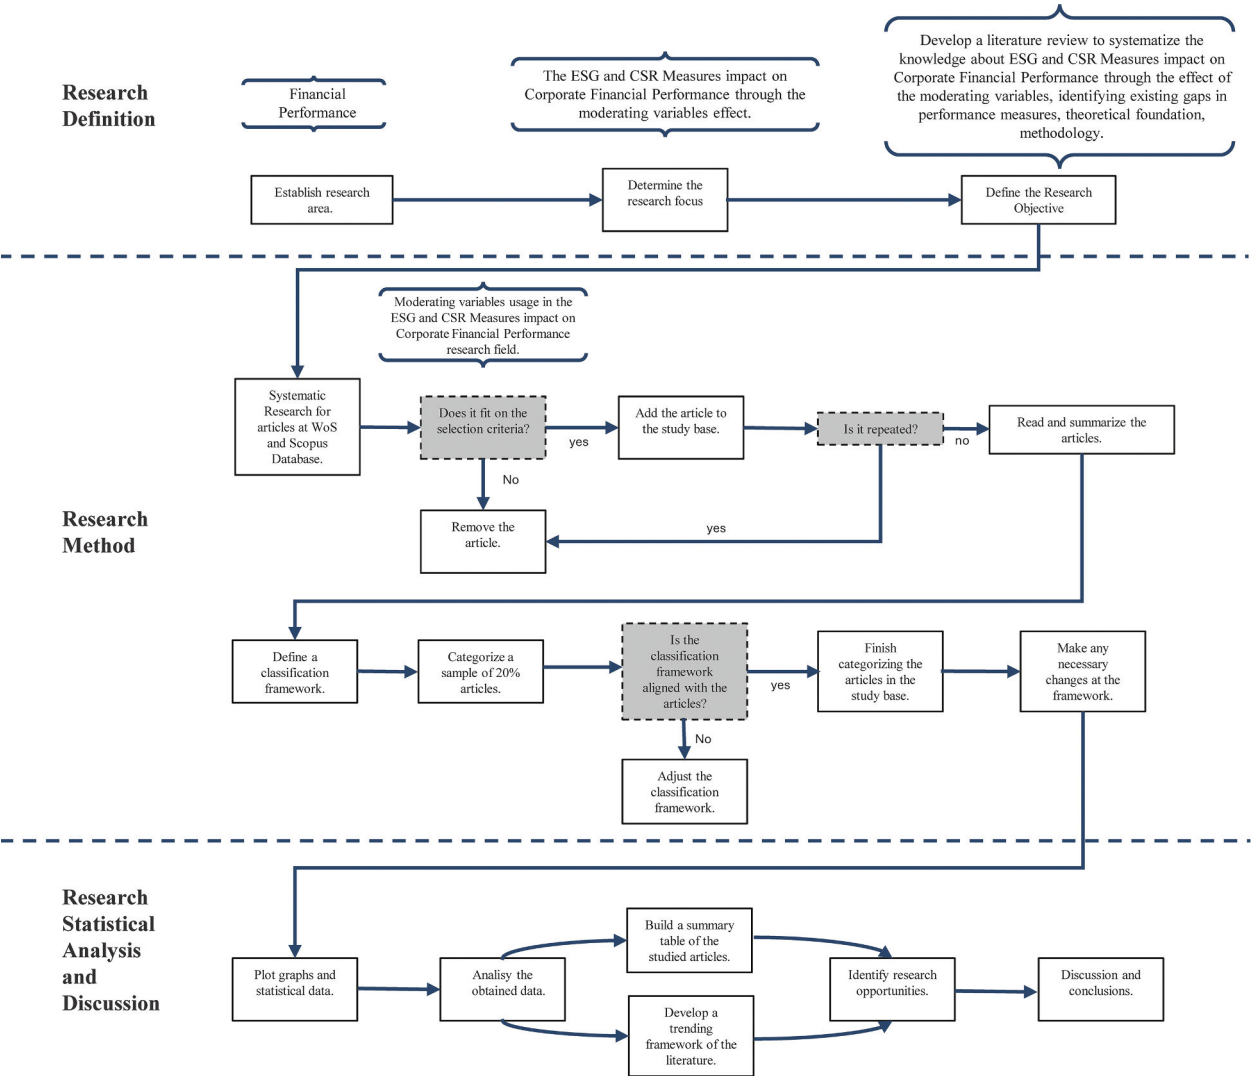 Research
Definition
Financial
Performance
The ESG and CSR Measures impact on
Corporate Financial Performance through the
moderating variables effect.
Develop a literature review to systematize the
knowledge about ESG and CSR Measures impact on
Corporate Financial Performance through the effect of
the moderating variables, identifying existing gaps in
performance measures, theoretical foundation,
methodology.
Establish research
area.
Determine the
research focus
Define the Research
Objective
Moderating variables usage in the
ESG and CSR Measures impact on
Corporate Financial Performance
research field.
Research
Method
Systematic
Research for
articles at WoS
and Scopus
Database.
Does it fit on the
selection criteria?
yes
Add the article to
the study base.
Is it repeated?
no
Read and summarize the
articles.
No
Remove the
article.
yes
Define a
classification
framework.
Categorize a
sample of 20%
articles.
Is the
classification
framework
aligned with the
articles?
yes
Finish
categorizing the
articles in the
study base.
Make any
necessary
changes at the
framework.
No
Adjust the
classification
framework.
Research
Statistical
Analysis
and
Discussion
Plot graphs and
statistical data.
Analisy the
obtained data.
Build a summary
table of the
studied articles.
Develop a
trending
framework of the
literature.
Identify research
opportunities.
Discussion and
conclusions.